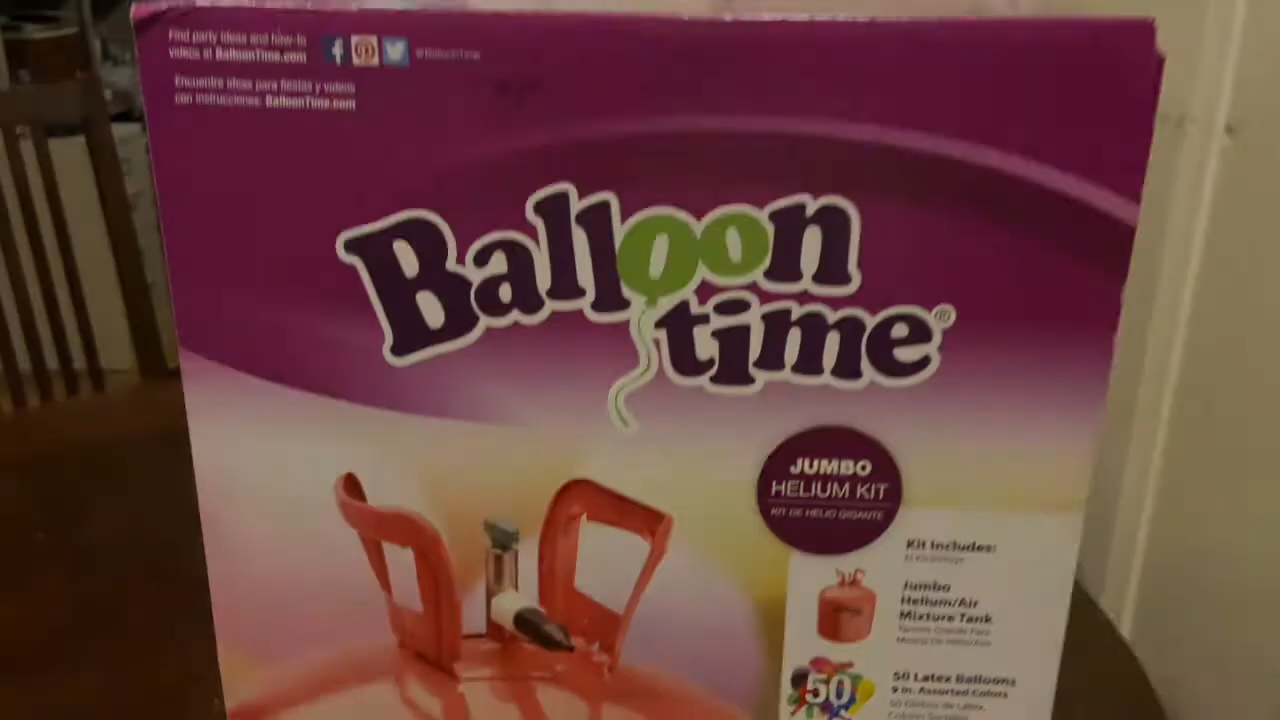 Find party ideas and how-to
videos at BalloonTime.com
@BalloonTime
Encuentre ideas para fiestas y videos
con instrucciones: BalloonTime.com
Balloon
time®
JUMBO
HELIUM KIT
KIT DE HELIO GIGANTE
Kit Includes:
Jumbo
Helium/Air
Mixture Tank
50
50 Latex Balloons
9 in. Assorted Colors